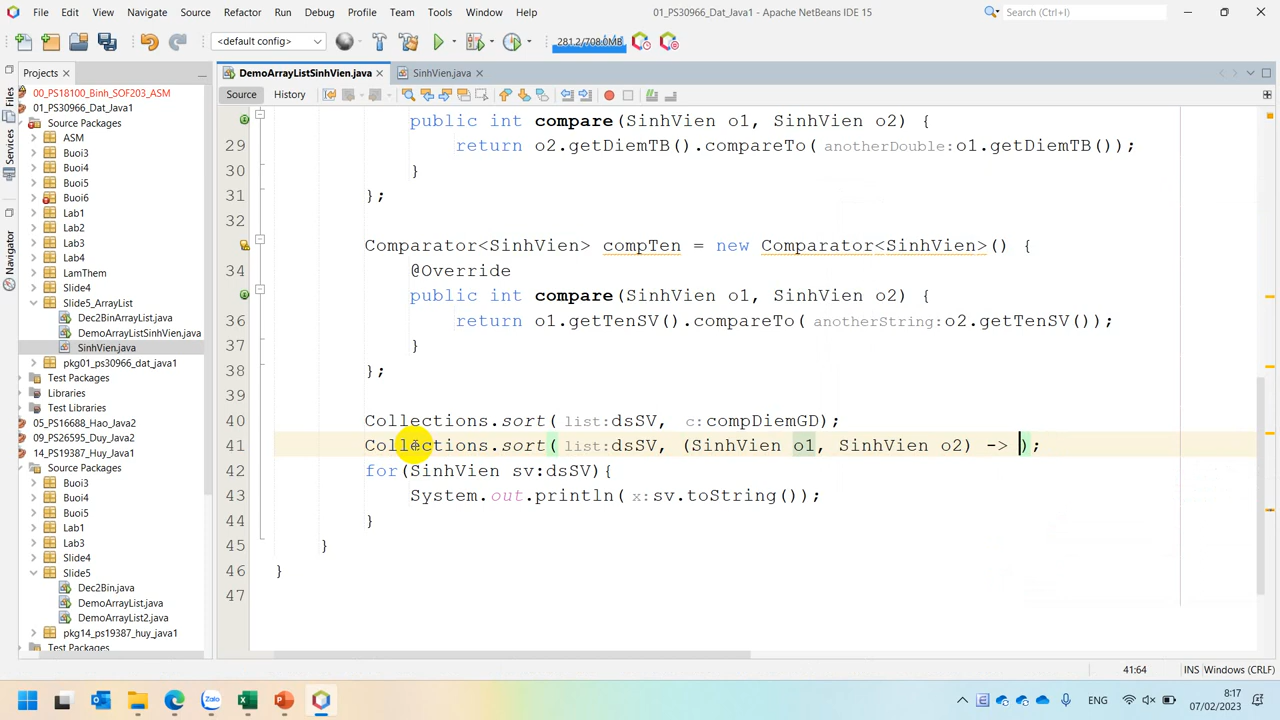 File Edit View Navigate Source Refactor Run Debug Profile Team Tools Window Help
01_PS30966_Dat_Java1 - Apache NetBeans IDE 15
Search (Ctrl+I)
<default config>
281.2/708.0MB
Projects
DemoArrayListSinhVien.java
SinhVien.java
Source History
Files
Services
Navigator
00_PS18100_Binh_SOF203_ASM
01_PS30966_Dat_Java1
Source Packages
ASM
Buoi3
Buoi4
Buoi5
Buoi6
Lab1
Lab2
Lab3
Lab4
LamThem
Slide4
Slide5_ArrayList
Dec2BinArrayList.java
DemoArrayListSinhVien.java
SinhVien.java
pkg01_ps30966_dat_java1
Test Packages
Libraries
Test Libraries
05_PS16688_Hao_Java2
09_PS26595_Duy_Java2
14_PS19387_Huy_Java1
Source Packages
Buoi3
Buoi4
Buoi5
Lab1
Lab3
Slide4
Slide5
Dec2Bin.java
DemoArrayList.java
DemoArrayList2.java
pkg14_ps19387_huy_java1
Test Packages
public int compare(SinhVien o1, SinhVien o2) {
29 return o2.getDiemTB().compareTo( anotherDouble: o1.getDiemTB());
30 }
31 };
32
Comparator<SinhVien> compTen = new Comparator<SinhVien>() {
34 @Override
public int compare(SinhVien o1, SinhVien o2) {
36 return o1.getTenSV().compareTo( anotherString: o2.getTenSV());
37 }
38 };
39
40 Collections.sort( list: dsSV, c: compDiemGD);
41 Collections.sort( list: dsSV, (SinhVien o1, SinhVien o2) -> );
42 for(SinhVien sv:dsSV){
43 System.out.println( x: sv.toString());
44 }
45 }
46 }
47
41:64 INS Windows (CRLF)
ENG
8:17
07/02/2023